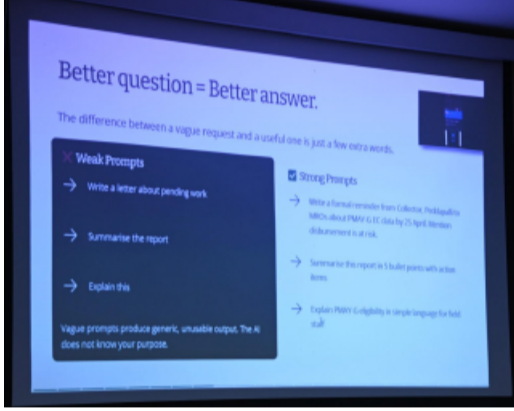 Better question = Better answer.
The difference between a vague request and a useful one is just a few extra words.
Weak Prompts
→ Write a letter about pending work
→ Summarise the report
→ Explain this
Vague prompts produce generic, unusable output. The AI
does not know your purpose.
Strong Prompts
→ Write a formal reminder from Collector, Peddapalli to
MROs about PMAY-G EC data by 25 April. Mention
disbursement is at risk.
→ Summarise this report in 5 bullet points with action
items
→ Explain PMAY-G eligibility in simple language for field
staff